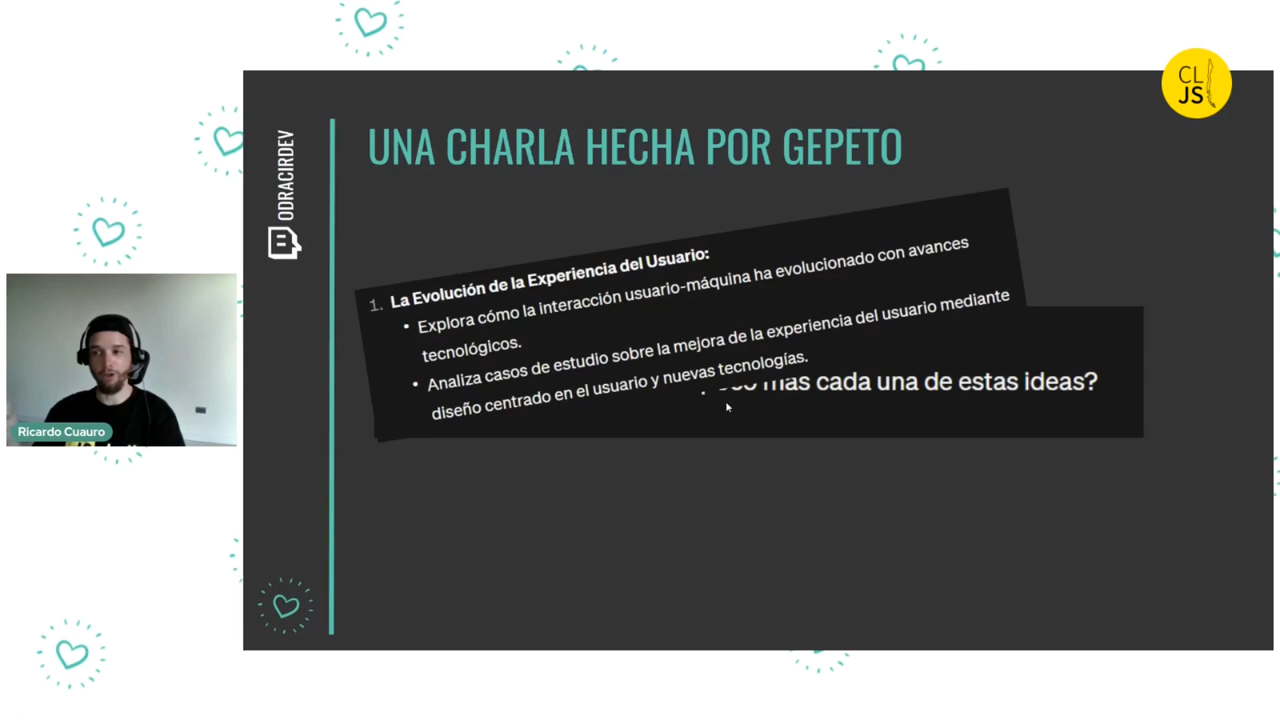 CL
JS
ODRACIRDEV
UNA CHARLA HECHA POR GEPETO
1. La Evolución de la Experiencia del Usuario:
• Explora cómo la interacción usuario-máquina ha evolucionado con avances
tecnológicos.
• Analiza casos de estudio sobre la mejora de la experiencia del usuario mediante
diseño centrado en el usuario y nuevas tecnologías.
mas cada una de estas ideas?
Ricardo Cuauro